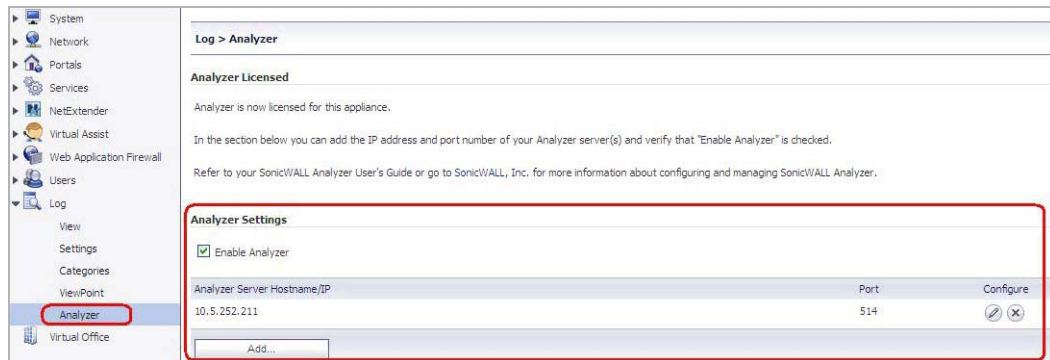 System
Network
Portals
Services
NetExtender
Virtual Assist
Web Application Firewall
Users
Log
View
Settings
Categories
ViewPoint
Analyzer
Virtual Office
Log > Analyzer
Analyzer Licensed
Analyzer is now licensed for this appliance.
In the section below you can add the IP address and port number of your Analyzer server(s) and verify that "Enable Analyzer" is checked.
Refer to your SonicWALL Analyzer User's Guide or go to SonicWALL, Inc. for more information about configuring and managing SonicWALL Analyzer.
Analyzer Settings
Enable Analyzer
Analyzer Server Hostname/IP Port Configure
10.5.252.211 514
Add...